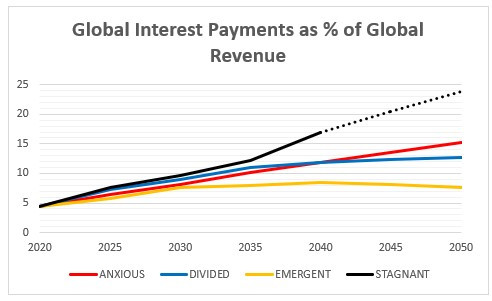 Global Interest Payments as % of Global
Revenue
25
20
15
10
5
0
2020 2025 2030 2035 2040 2045 2050
ANXIOUS DIVIDED EMERGENT STAGNANT